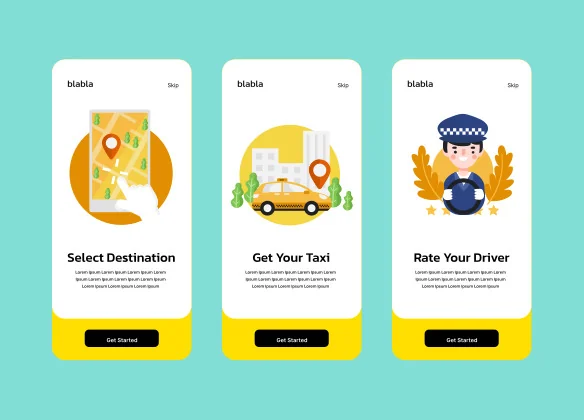 blabla
Skip
Select Destination
Lorem Ipsum Lorem Ipsum Lorem Ipsum
Ipsum Lorem Ipsum Lorem Ipsum Lorem
Lorem Ipsum Lorem Ipsum Ipsum
Get Started
blabla
Skip
Get Your Taxi
Lorem Ipsum Lorem Ipsum Lorem Ipsum
Ipsum Lorem Ipsum Lorem Ipsum Lorem
Lorem Ipsum Lorem Ipsum Ipsum
Get Started
blabla
Skip
Rate Your Driver
Lorem Ipsum Lorem Ipsum Lorem Ipsum
Ipsum Lorem Ipsum Lorem Ipsum Lorem
Lorem Ipsum Lorem Ipsum Ipsum
Get Started